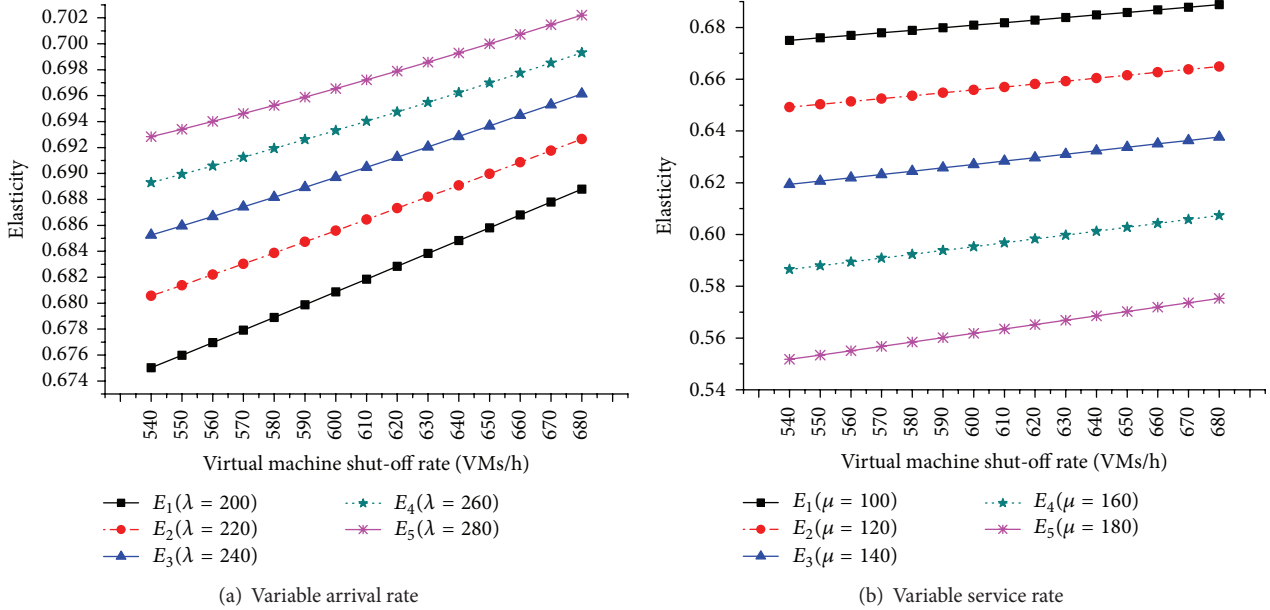 0.702
0.700
0.698
0.696
0.694
0.692
0.690
0.688
0.686
0.684
0.682
0.680
0.678
0.676
0.674
Elasticity
540 550 560 570 580 590 600 610 620 630 640 650 660 670 680
Virtual machine shut-off rate (VMs/h)
E₁(λ = 200)
E₂(λ = 220)
E₃(λ = 240)
E₄(λ = 260)
E₅(λ = 280)
(a) Variable arrival rate
0.68
0.66
0.64
0.62
0.60
0.58
0.56
0.54
Elasticity
540 550 560 570 580 590 600 610 620 630 640 650 660 670 680
Virtual machine shut-off rate (VMs/h)
E₁(μ = 100)
E₂(μ = 120)
E₃(μ = 140)
E₄(μ = 160)
E₅(μ = 180)
(b) Variable service rate